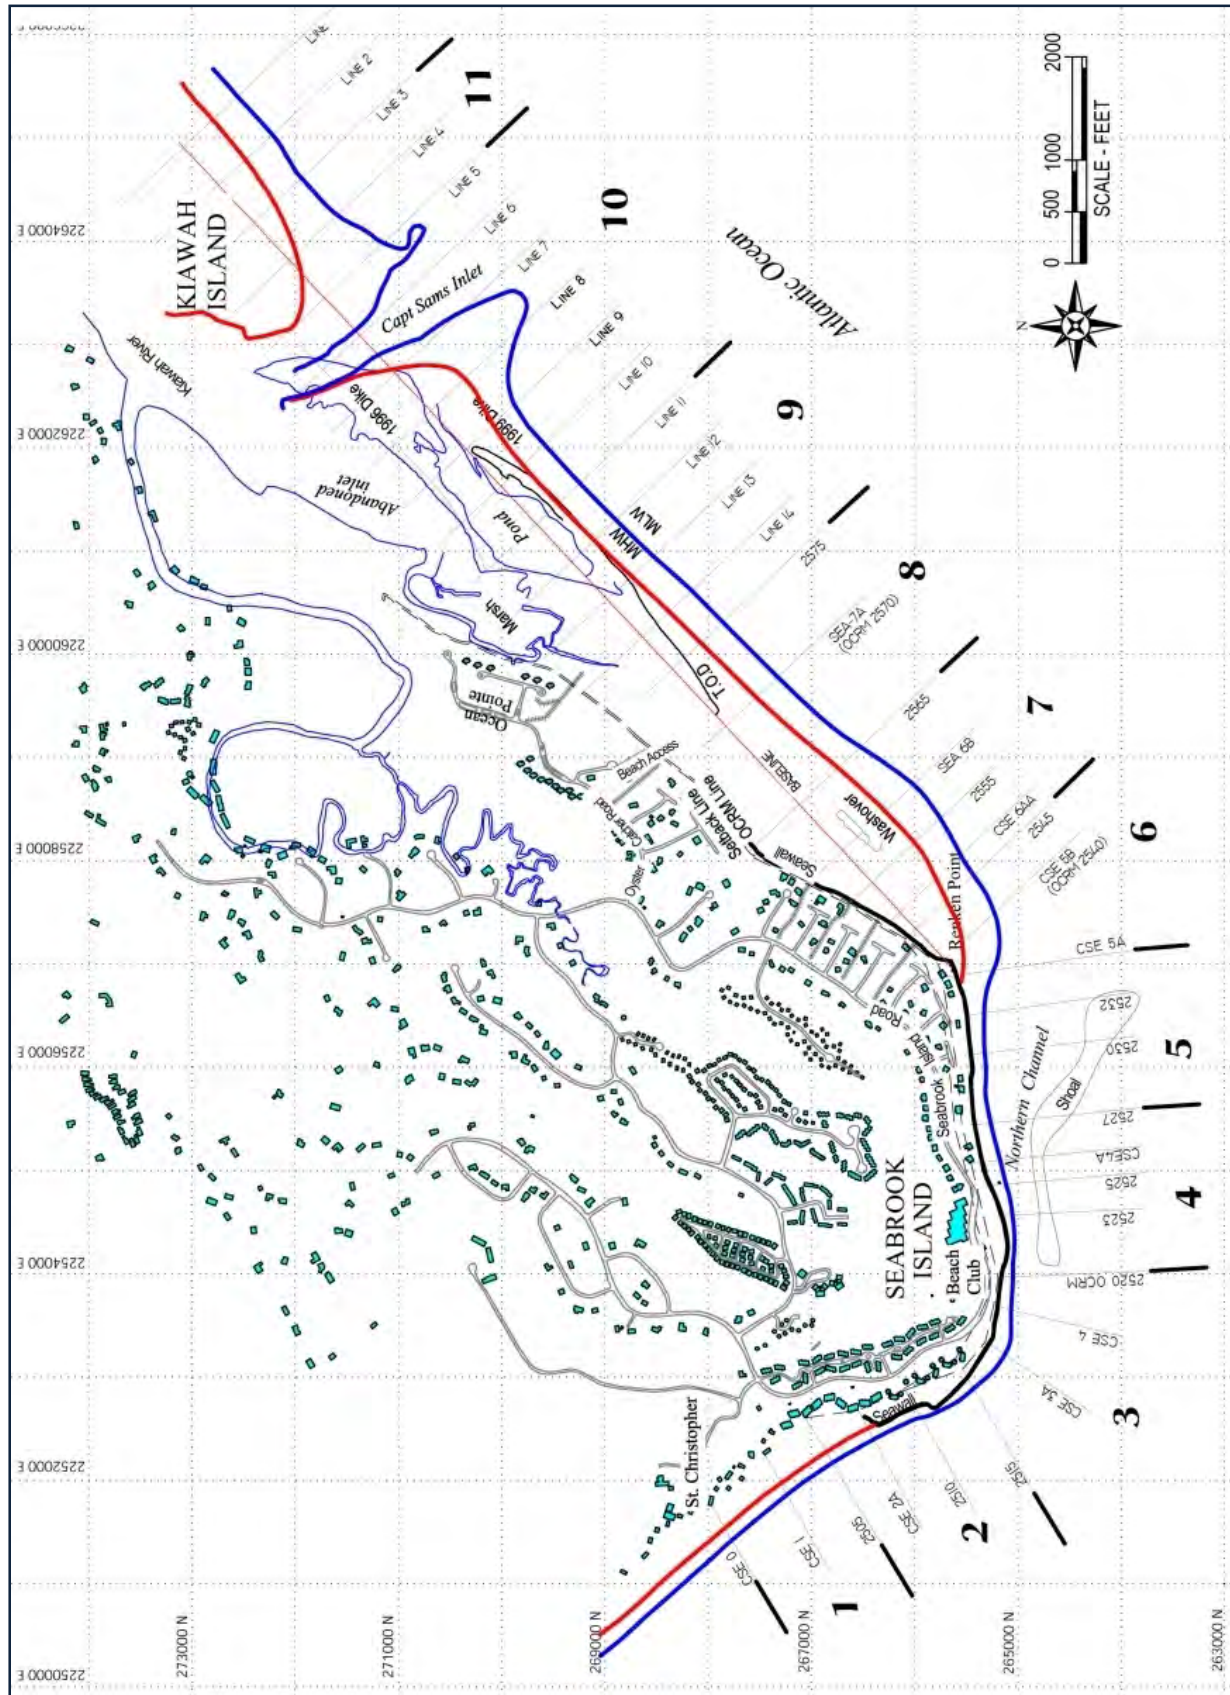 2264000 E
2262000 E
2260000 E
2258000 E
2256000 E
2254000 E
2252000 E
2250000 E
273000 N
271000 N
269000 N
267000 N
265000 N
263000 N
LINE
LINE 2
LINE 3
LINE 4
LINE 5
LINE 6
LINE 7
LINE 8
LINE 9
LINE 10
LINE 11
LINE 12
LINE 13
LINE 14
2575
SEA-7A
(OCRM 2570)
2565
SEA 6B
2555
CSE 6AA
2545
CSE 5B
(OCRM 2540)
CSE 5A
2532
2530
2527
CSE4A
2525
2523
2520 OCRM
CSE 4
CSE 3A
2515
2510
CSE 2A
2505
CSE 1
CSE 0
11
10
9
8
7
6
5
4
3
2
1
KIAWAH
ISLAND
Kiawah River
Capt Sams Inlet
Atlantic Ocean
1996 Dike
1999 Dike
Abandoned
inlet
Pond
Marsh
MHW
MLW
T.O.D
Ocean
Pointe
Beach Access
BASELINE
Setback Line
OCRM Line
Oyster
Catcher Road
Seawall
Washover
Renken Point
Seabrook Island Road
Northern Channel
Shoal
SEABROOK
ISLAND
Beach
Club
Seawall
St. Christopher
N
0 500 1000 2000
SCALE - FEET